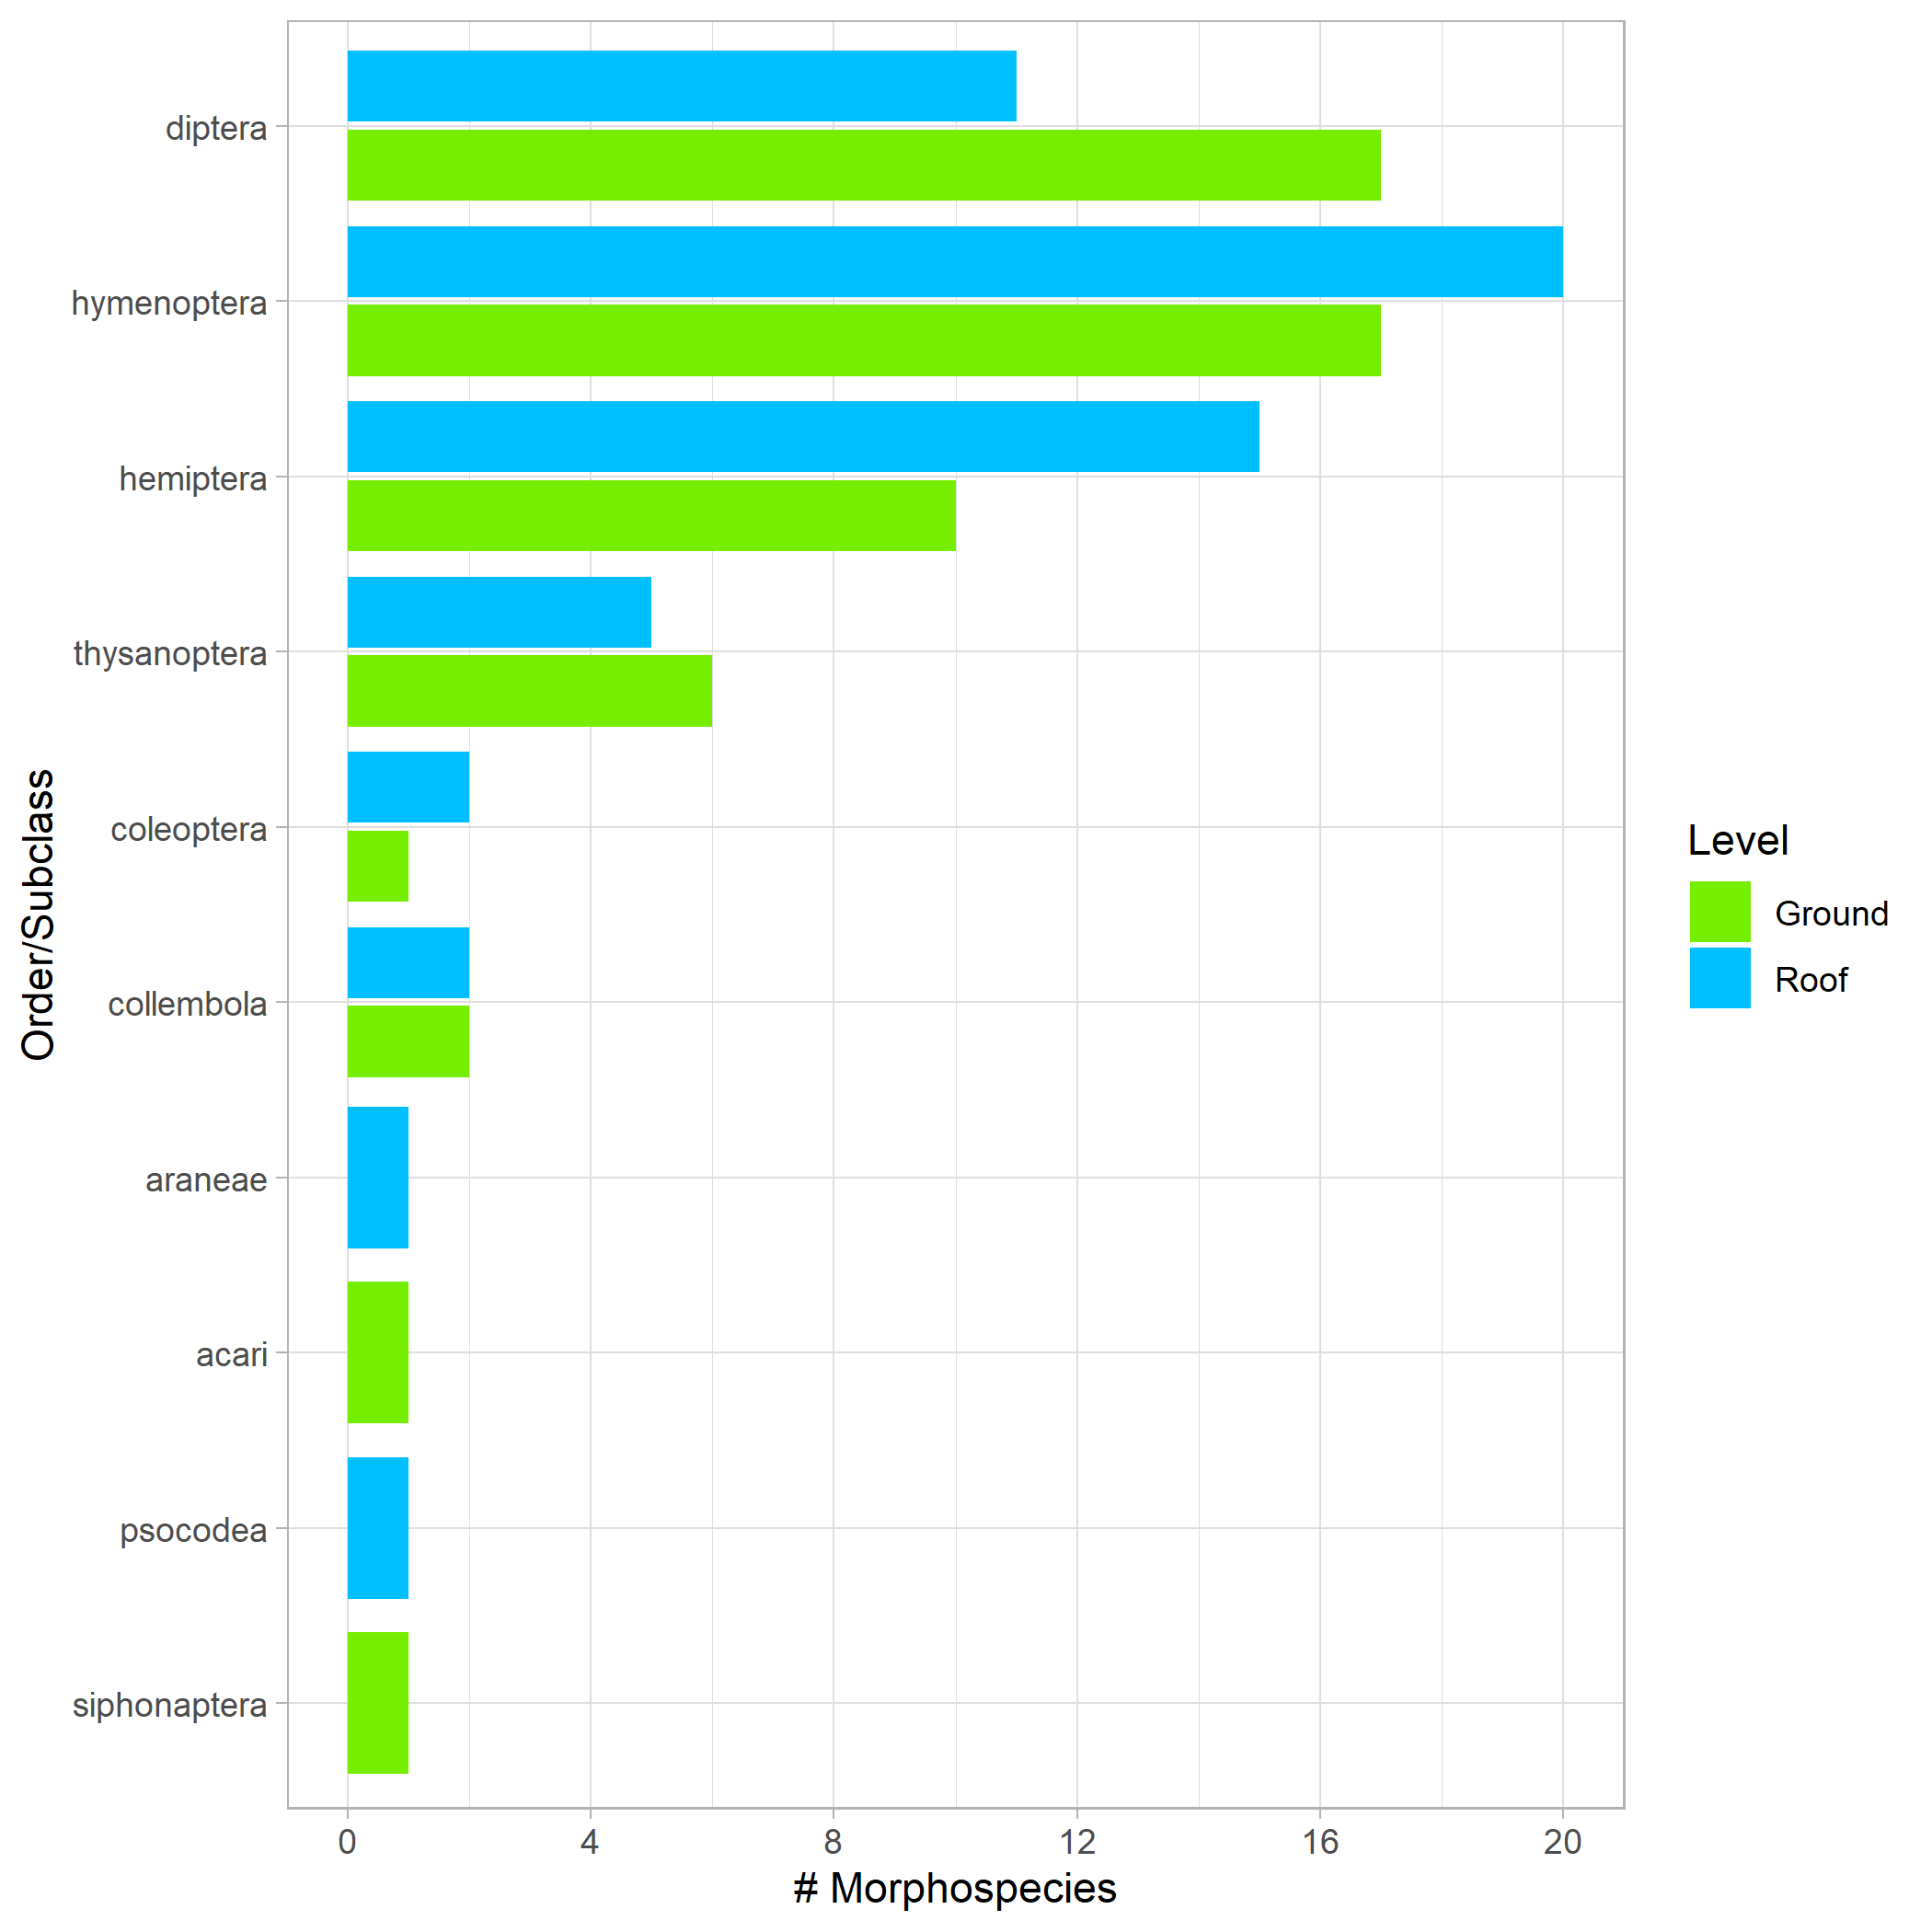 diptera
hymenoptera
hemiptera
thysanoptera
coleoptera
collembola
araneae
acari
psocodea
siphonaptera
Order/Subclass
0 4 8 12 16 20
# Morphospecies
Level
Ground
Roof